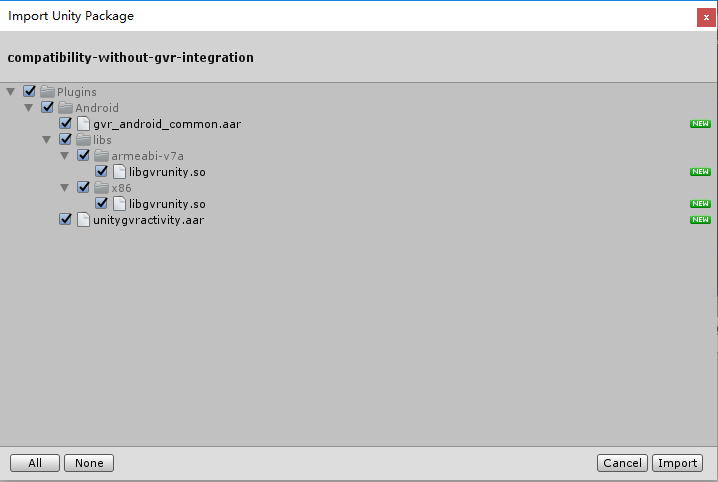 Import Unity Package
x
compatibility-without-gvr-integration
Plugins
Android
gvr_android_common.aar NEW
libs
armeabi-v7a
libgvrunity.so NEW
x86
libgvrunity.so NEW
unitygvractivity.aar NEW
All None Cancel Import